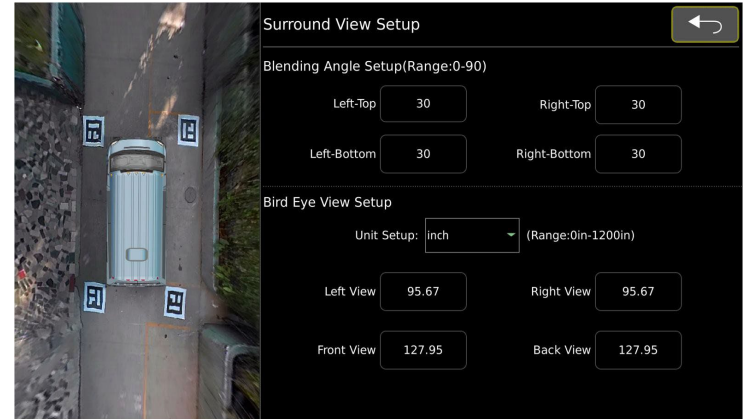 Surround View Setup
Blending Angle Setup(Range:0-90)
Left-Top 30 Right-Top 30
Left-Bottom 30 Right-Bottom 30
Bird Eye View Setup
Unit Setup: inch (Range:0in-1200in)
Left View 95.67 Right View 95.67
Front View 127.95 Back View 127.95